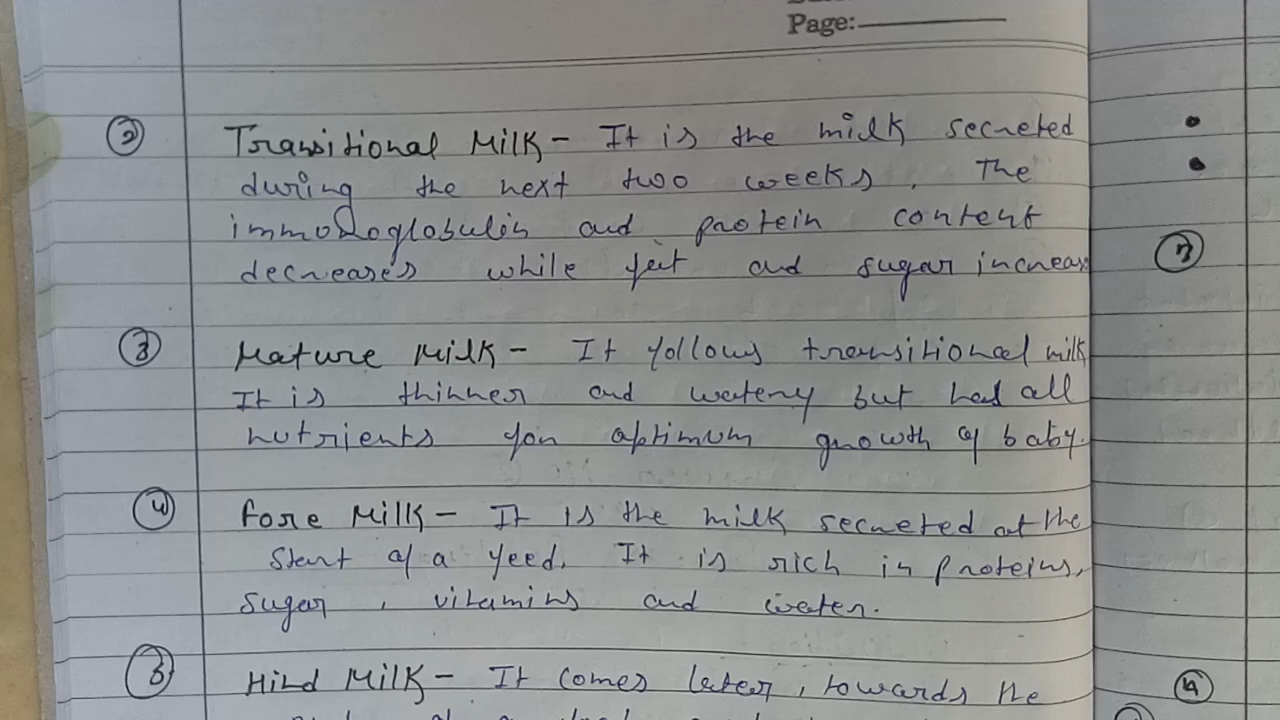 Page:
② Transitional Milk - It is the milk secreted
during the next two weeks. The
immunoglobulin and protein content
decreases while fat and sugar increas
③ Mature Milk - It follows transitional milk
It is thinner and watery but has all
nutrients for optimum growth of baby.
④ Fore Milk - It is the milk secreted at the
start of a feed. It is rich in proteins,
sugar, vitamins and water.
⑤ Hind Milk - It comes later, towards the